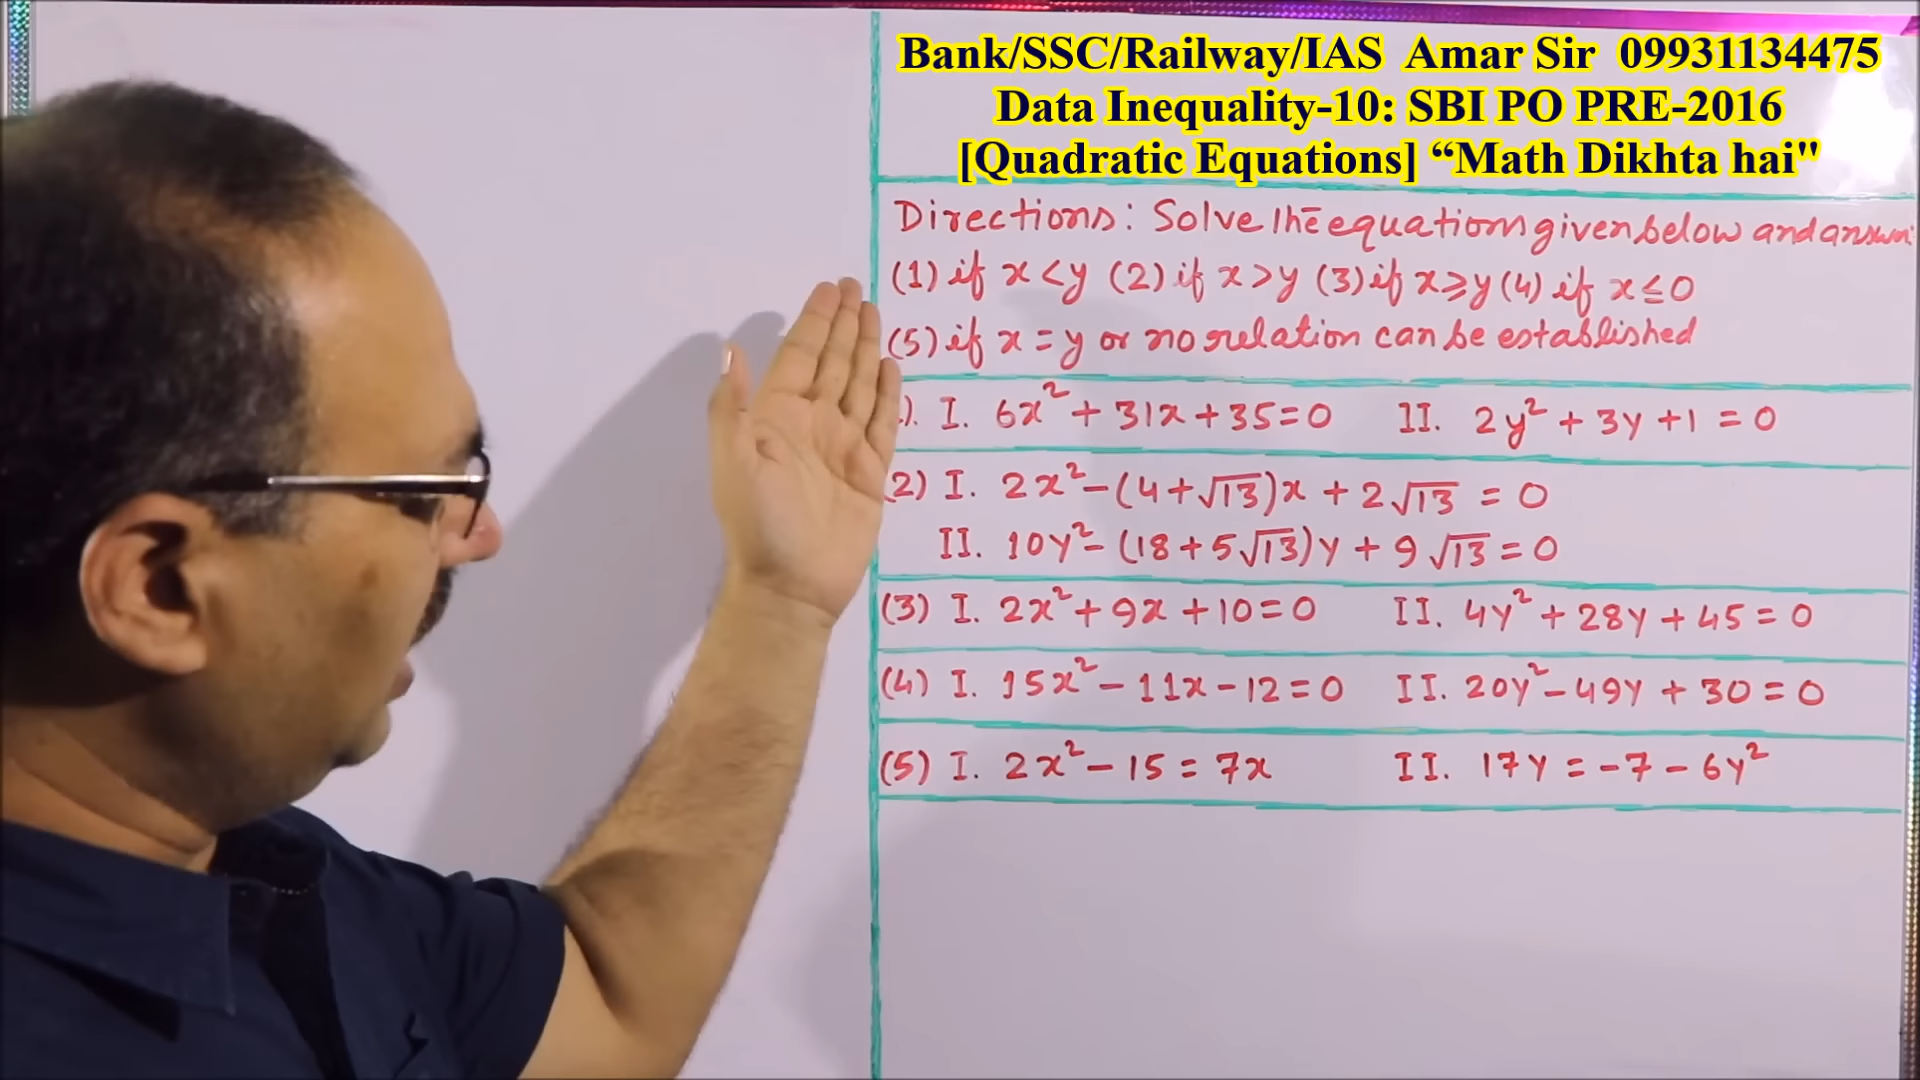 Bank/SSC/Railway/IAS Amar Sir 09931134475
Data Inequality-10: SBI PO PRE-2016
[Quadratic Equations] “Math Dikhta hai"
Directions: Solve the equations given below and answer:
(1) if x < y (2) if x > y (3) if x ≥ y (4) if x ≤ 0
(5) if x = y or no relation can be established
). I. 6x² + 31x + 35 = 0 II. 2y² + 3y + 1 = 0
(2) I. 2x² - (4 + √13)x + 2√13 = 0
II. 10y² - (18 + 5√13)y + 9√13 = 0
(3) I. 2x² + 9x + 10 = 0 II. 4y² + 28y + 45 = 0
(4) I. 15x² - 11x - 12 = 0 II. 20y² - 49y + 30 = 0
(5) I. 2x² - 15 = 7x II. 17y = -7 - 6y²